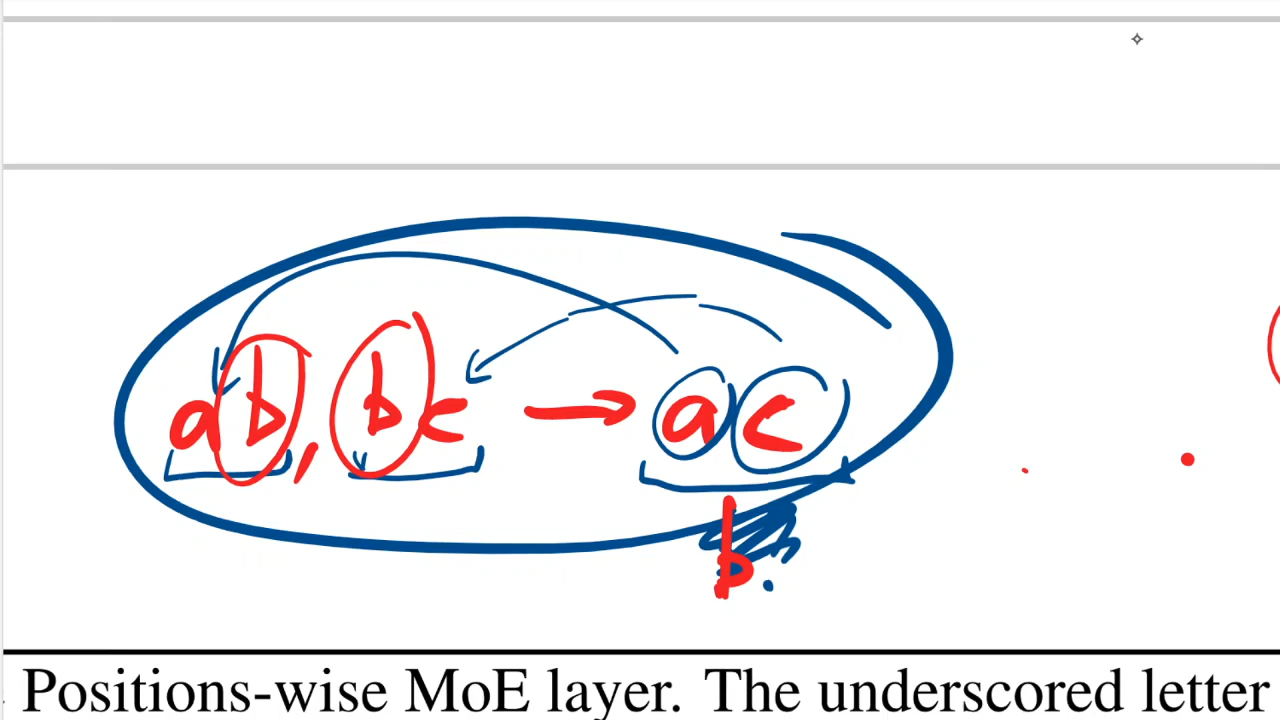 ab, bc → ac
b
Positions-wise MoE layer. The underscored letter